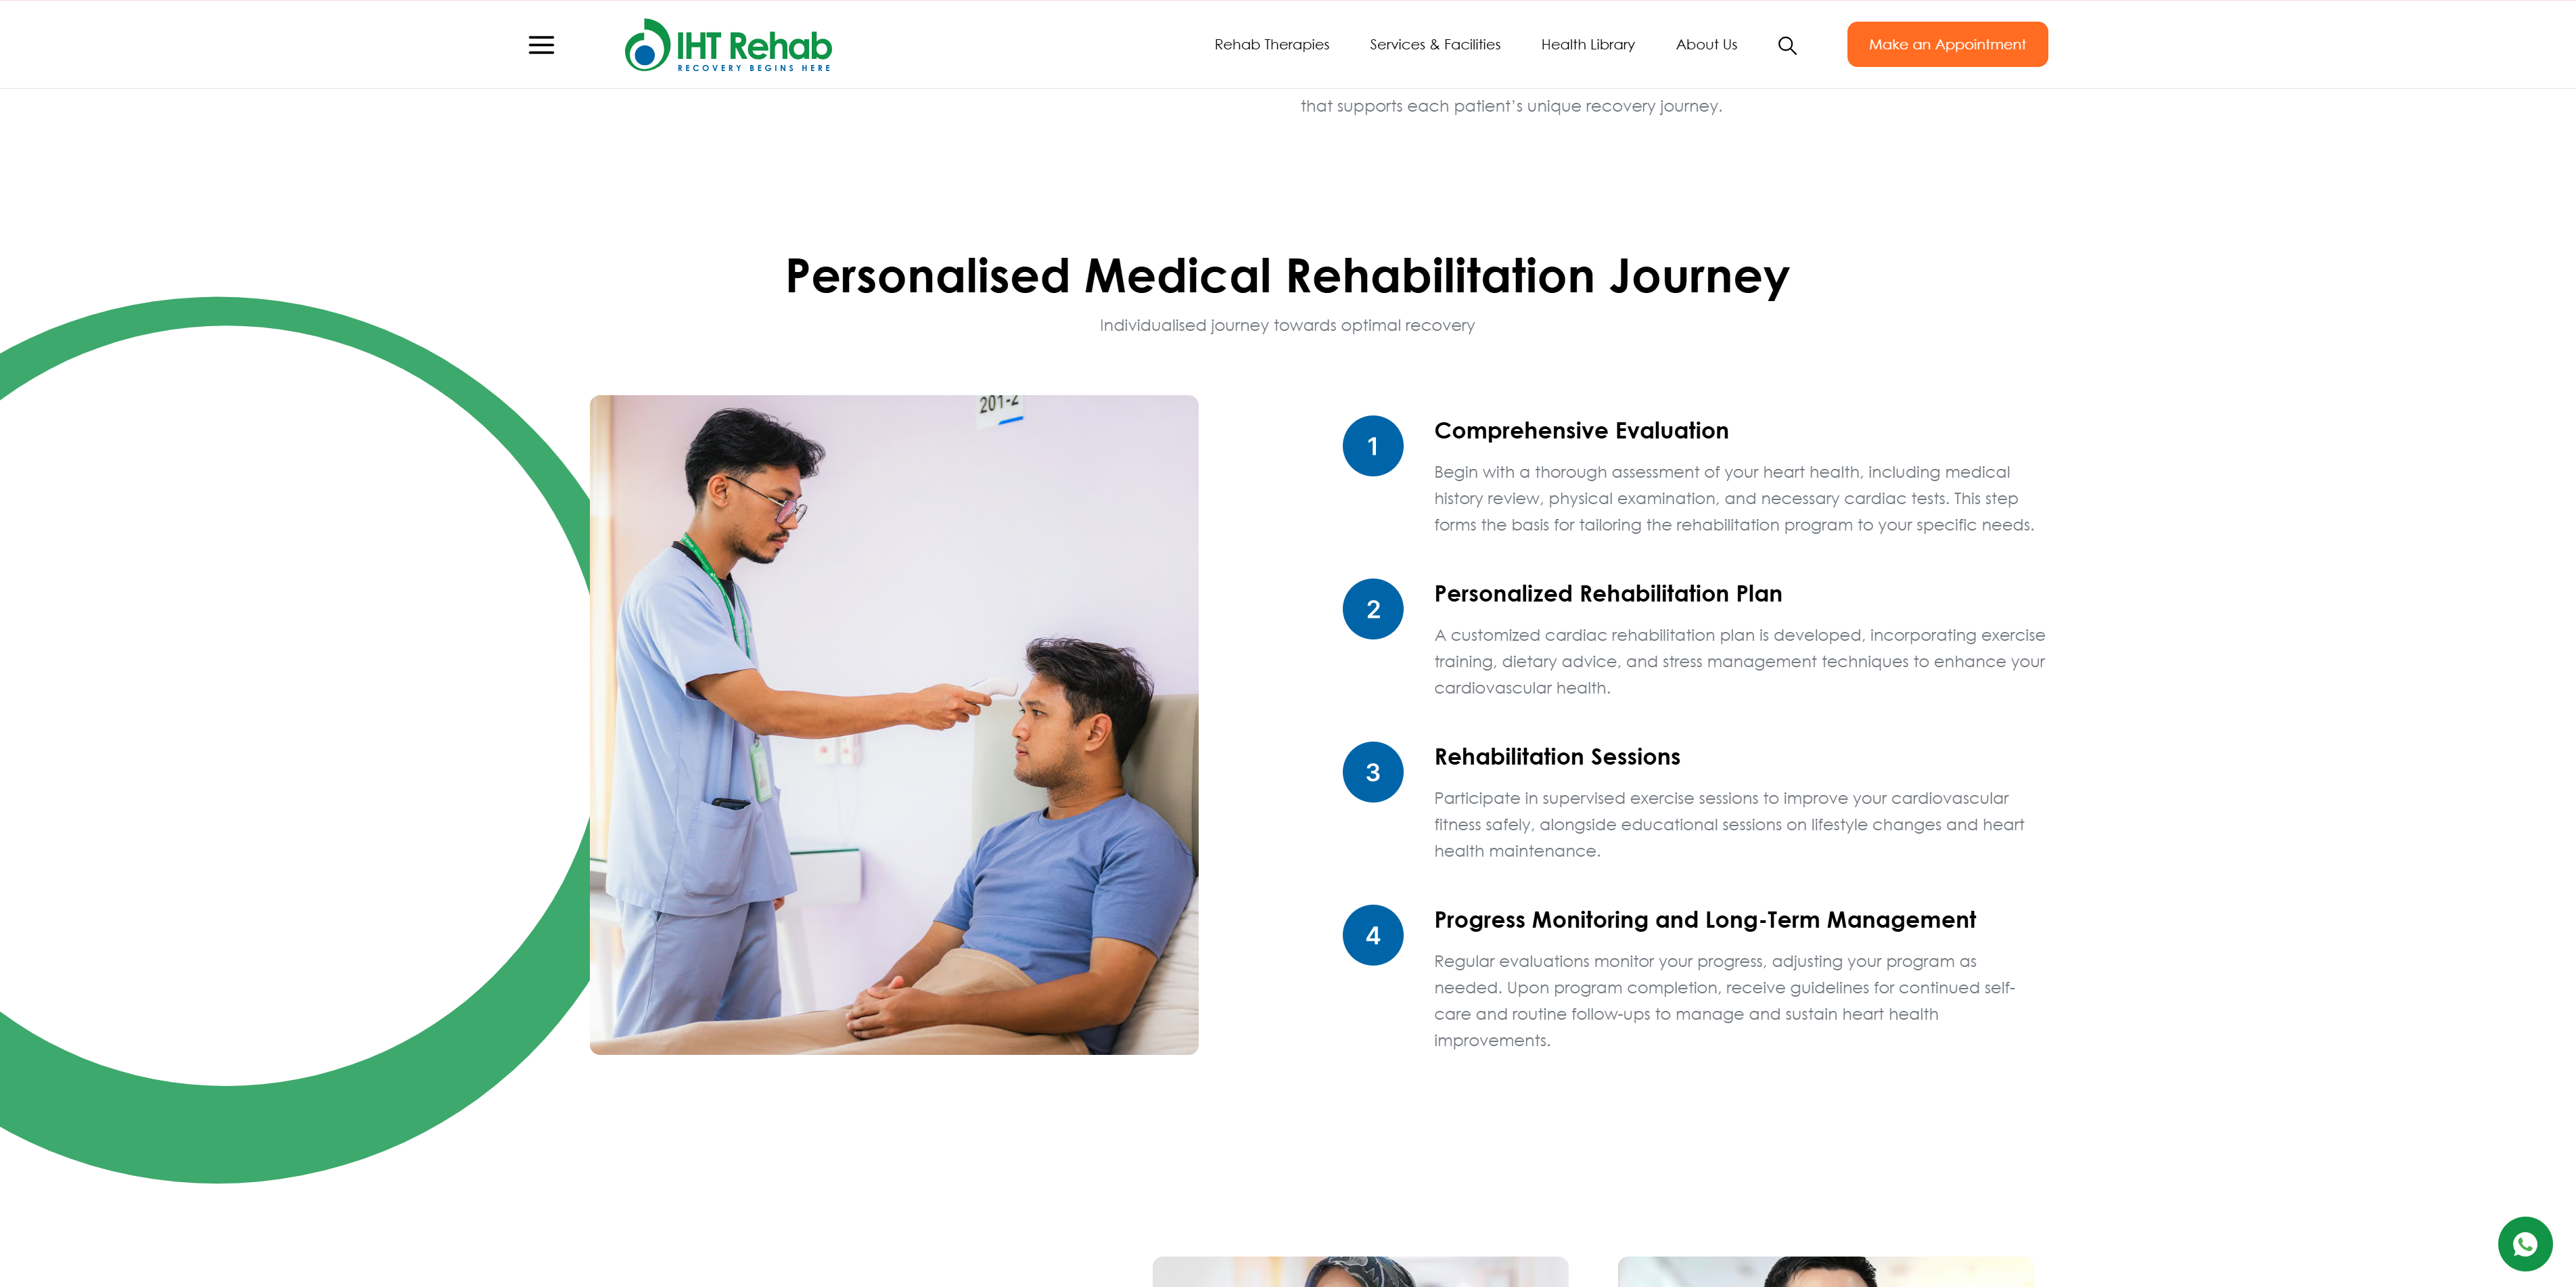 IHT Rehab
RECOVERY BEGINS HERE
Rehab Therapies
Services & Facilities
Health Library
About Us
Make an Appointment
that supports each patient’s unique recovery journey.
Personalised Medical Rehabilitation Journey
Individualised journey towards optimal recovery
201-2
1
Comprehensive Evaluation
Begin with a thorough assessment of your heart health, including medical
history review, physical examination, and necessary cardiac tests. This step
forms the basis for tailoring the rehabilitation program to your specific needs.
2
Personalized Rehabilitation Plan
A customized cardiac rehabilitation plan is developed, incorporating exercise
training, dietary advice, and stress management techniques to enhance your
cardiovascular health.
3
Rehabilitation Sessions
Participate in supervised exercise sessions to improve your cardiovascular
fitness safely, alongside educational sessions on lifestyle changes and heart
health maintenance.
4
Progress Monitoring and Long-Term Management
Regular evaluations monitor your progress, adjusting your program as
needed. Upon program completion, receive guidelines for continued self-
care and routine follow-ups to manage and sustain heart health
improvements.